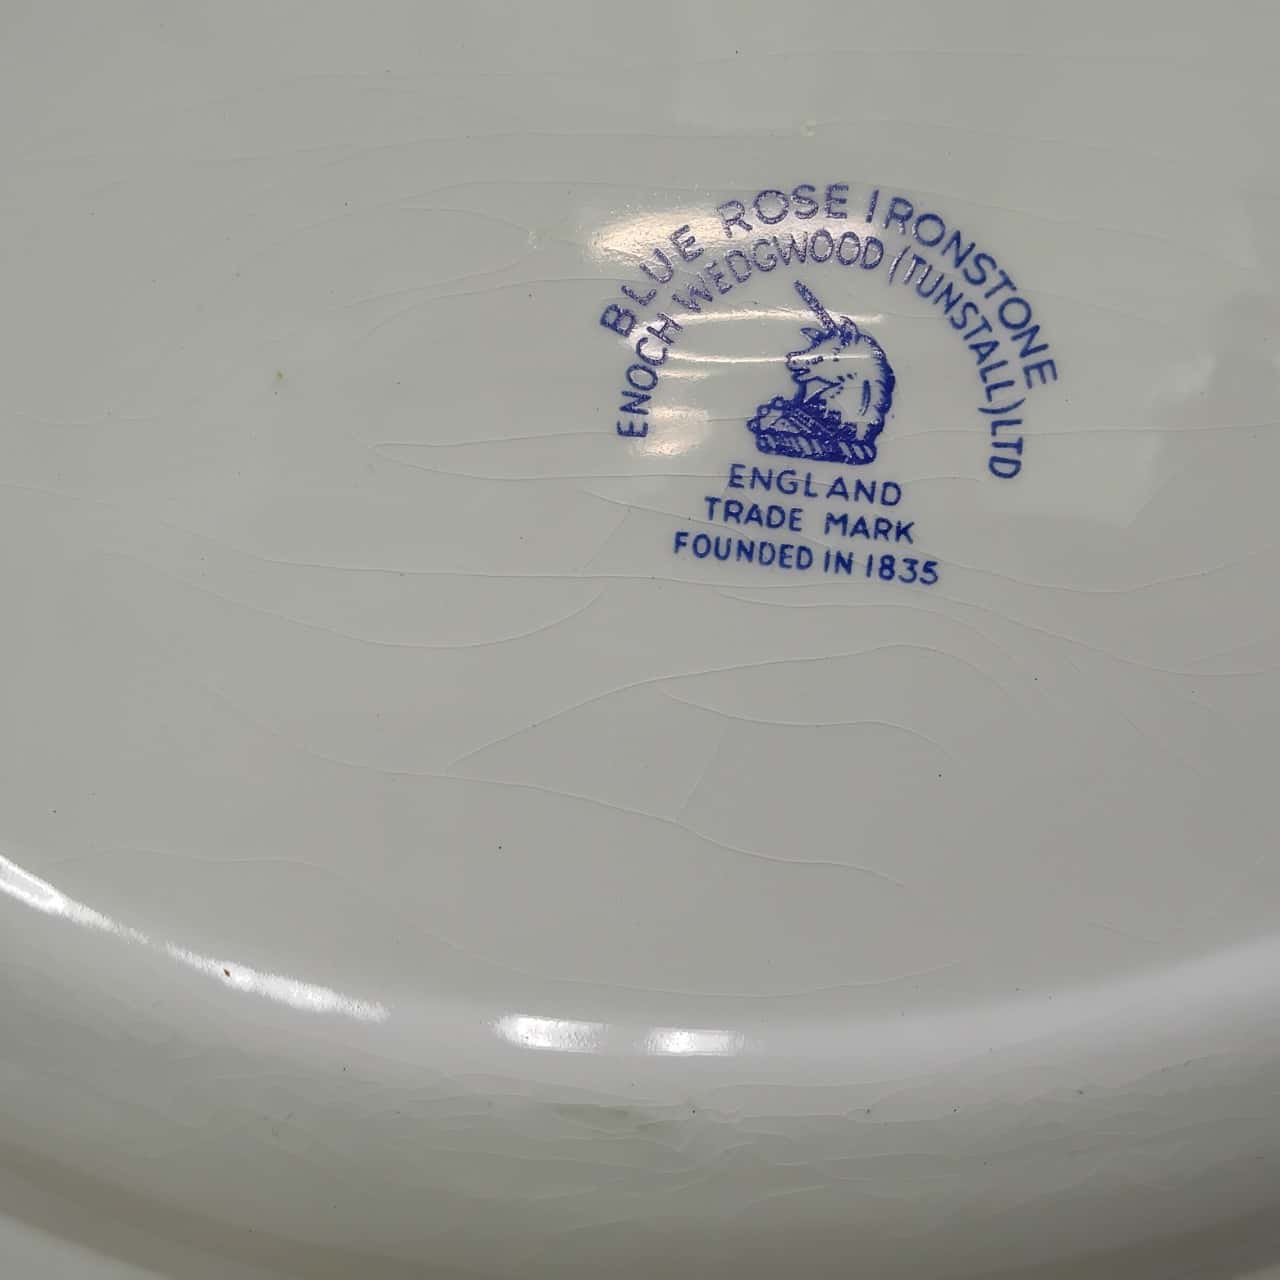 BLUE ROSE IRONSTONE
ENOCH WEDGWOOD (TUNSTALL) LTD
ENGLAND
TRADE MARK
FOUNDED IN 1835